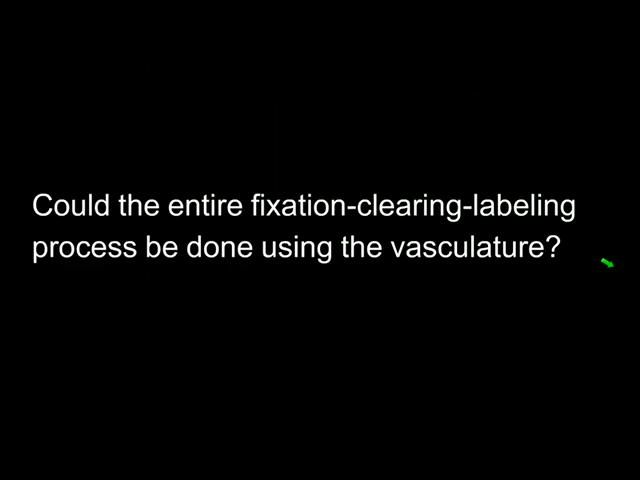 Could the entire fixation-clearing-labeling
process be done using the vasculature?